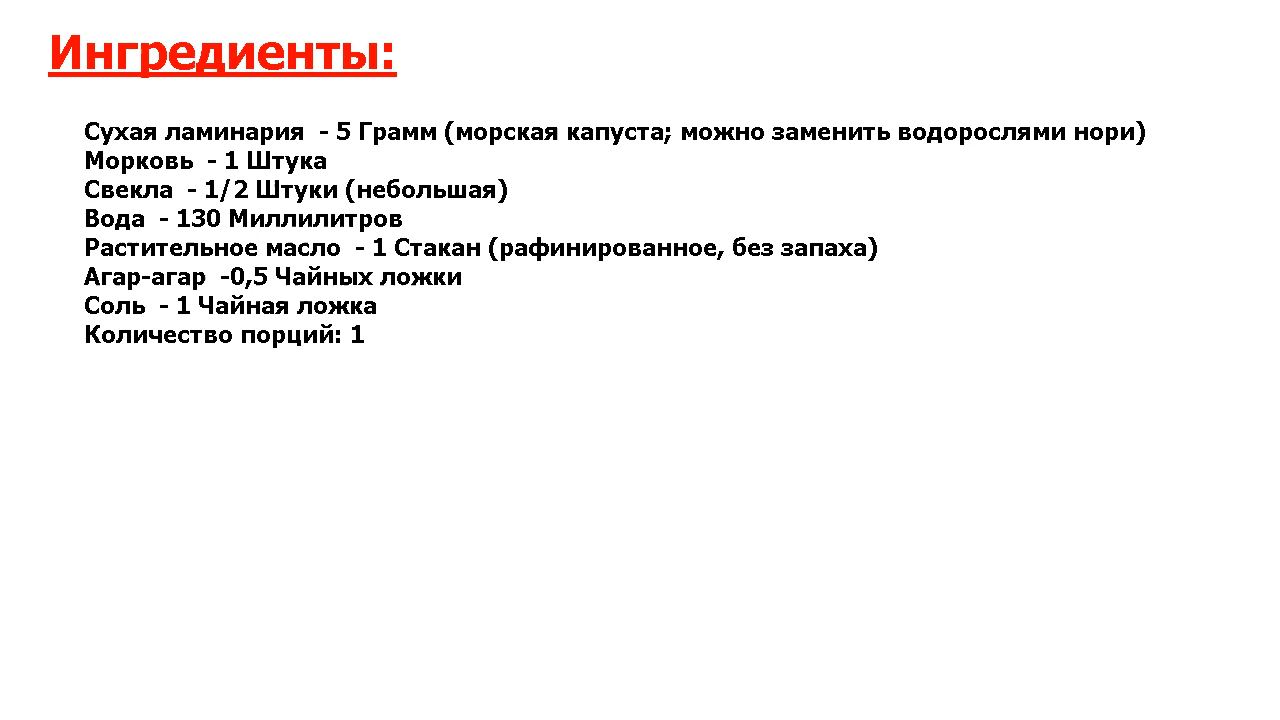 Ингредиенты:
Сухая ламинария  - 5 Грамм (морская капуста; можно заменить водорослями нори)
Морковь  - 1 Штука
Свекла  - 1/2 Штуки (небольшая)
Вода  - 130 Миллилитров
Растительное масло  - 1 Стакан (рафинированное, без запаха)
Агар-агар  -0,5 Чайных ложки
Соль  - 1 Чайная ложка
Количество порций: 1